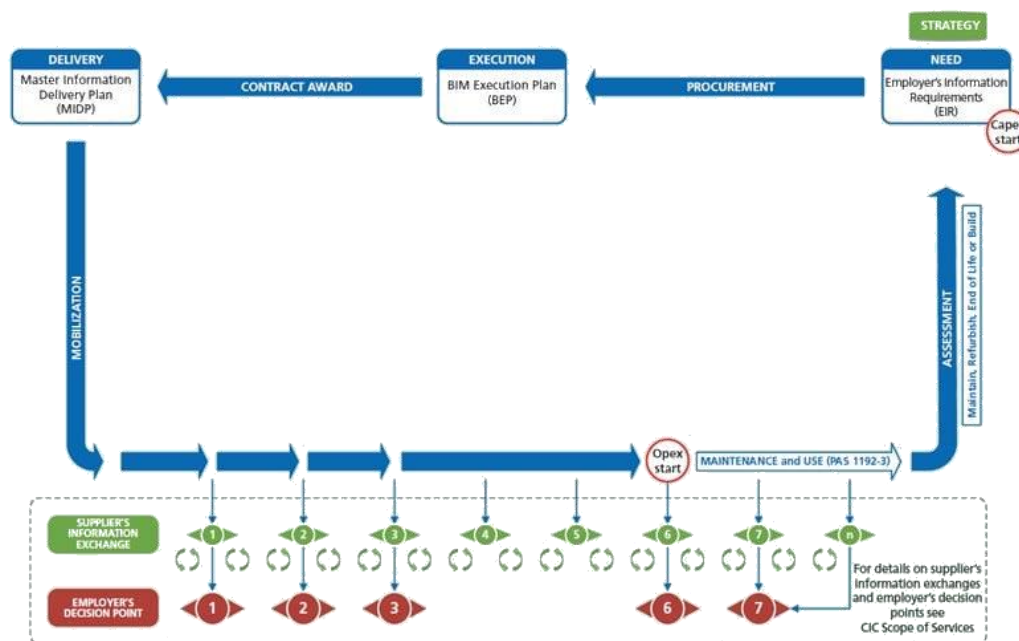 STRATEGY
DELIVERY
Master Information
Delivery Plan
(MIDP)
CONTRACT AWARD
EXECUTION
BIM Execution Plan
(BEP)
PROCUREMENT
NEED
Employer's Information
Requirements
(EIR)
Cape
start
MOBILIZATION
ASSESSMENT
Maintain, Refurbish, End of Life or Build
Opex
start
MAINTENANCE and USE (PAS 1192-3)
SUPPLIER'S
INFORMATION
EXCHANGE
1 2 3 4 5 6 7 n
EMPLOYER'S
DECISION POINT
1 2 3 6 7
For details on supplier's
information exchanges
and employer's decision
points see
CIC Scope of Services